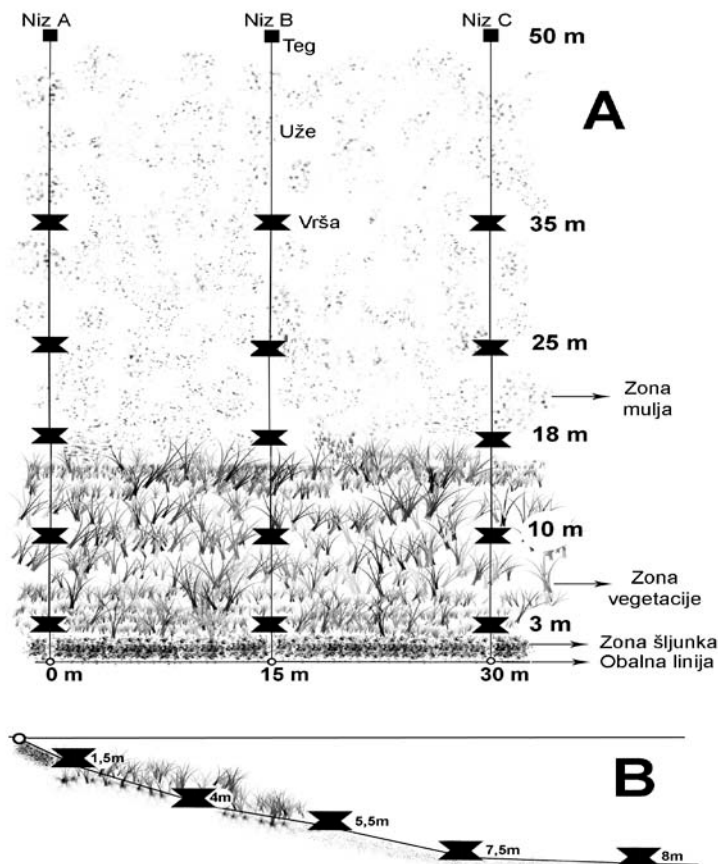 Niz A Niz B Niz C
Teg 50 m
A
Uže
Vrša 35 m
25 m
Zona
mulja
18 m
10 m
Zona
vegetacije
3 m
Zona šljunka
Obalna linija
0 m 15 m 30 m
B
1,5m
4m
5,5m
7,5m
8m